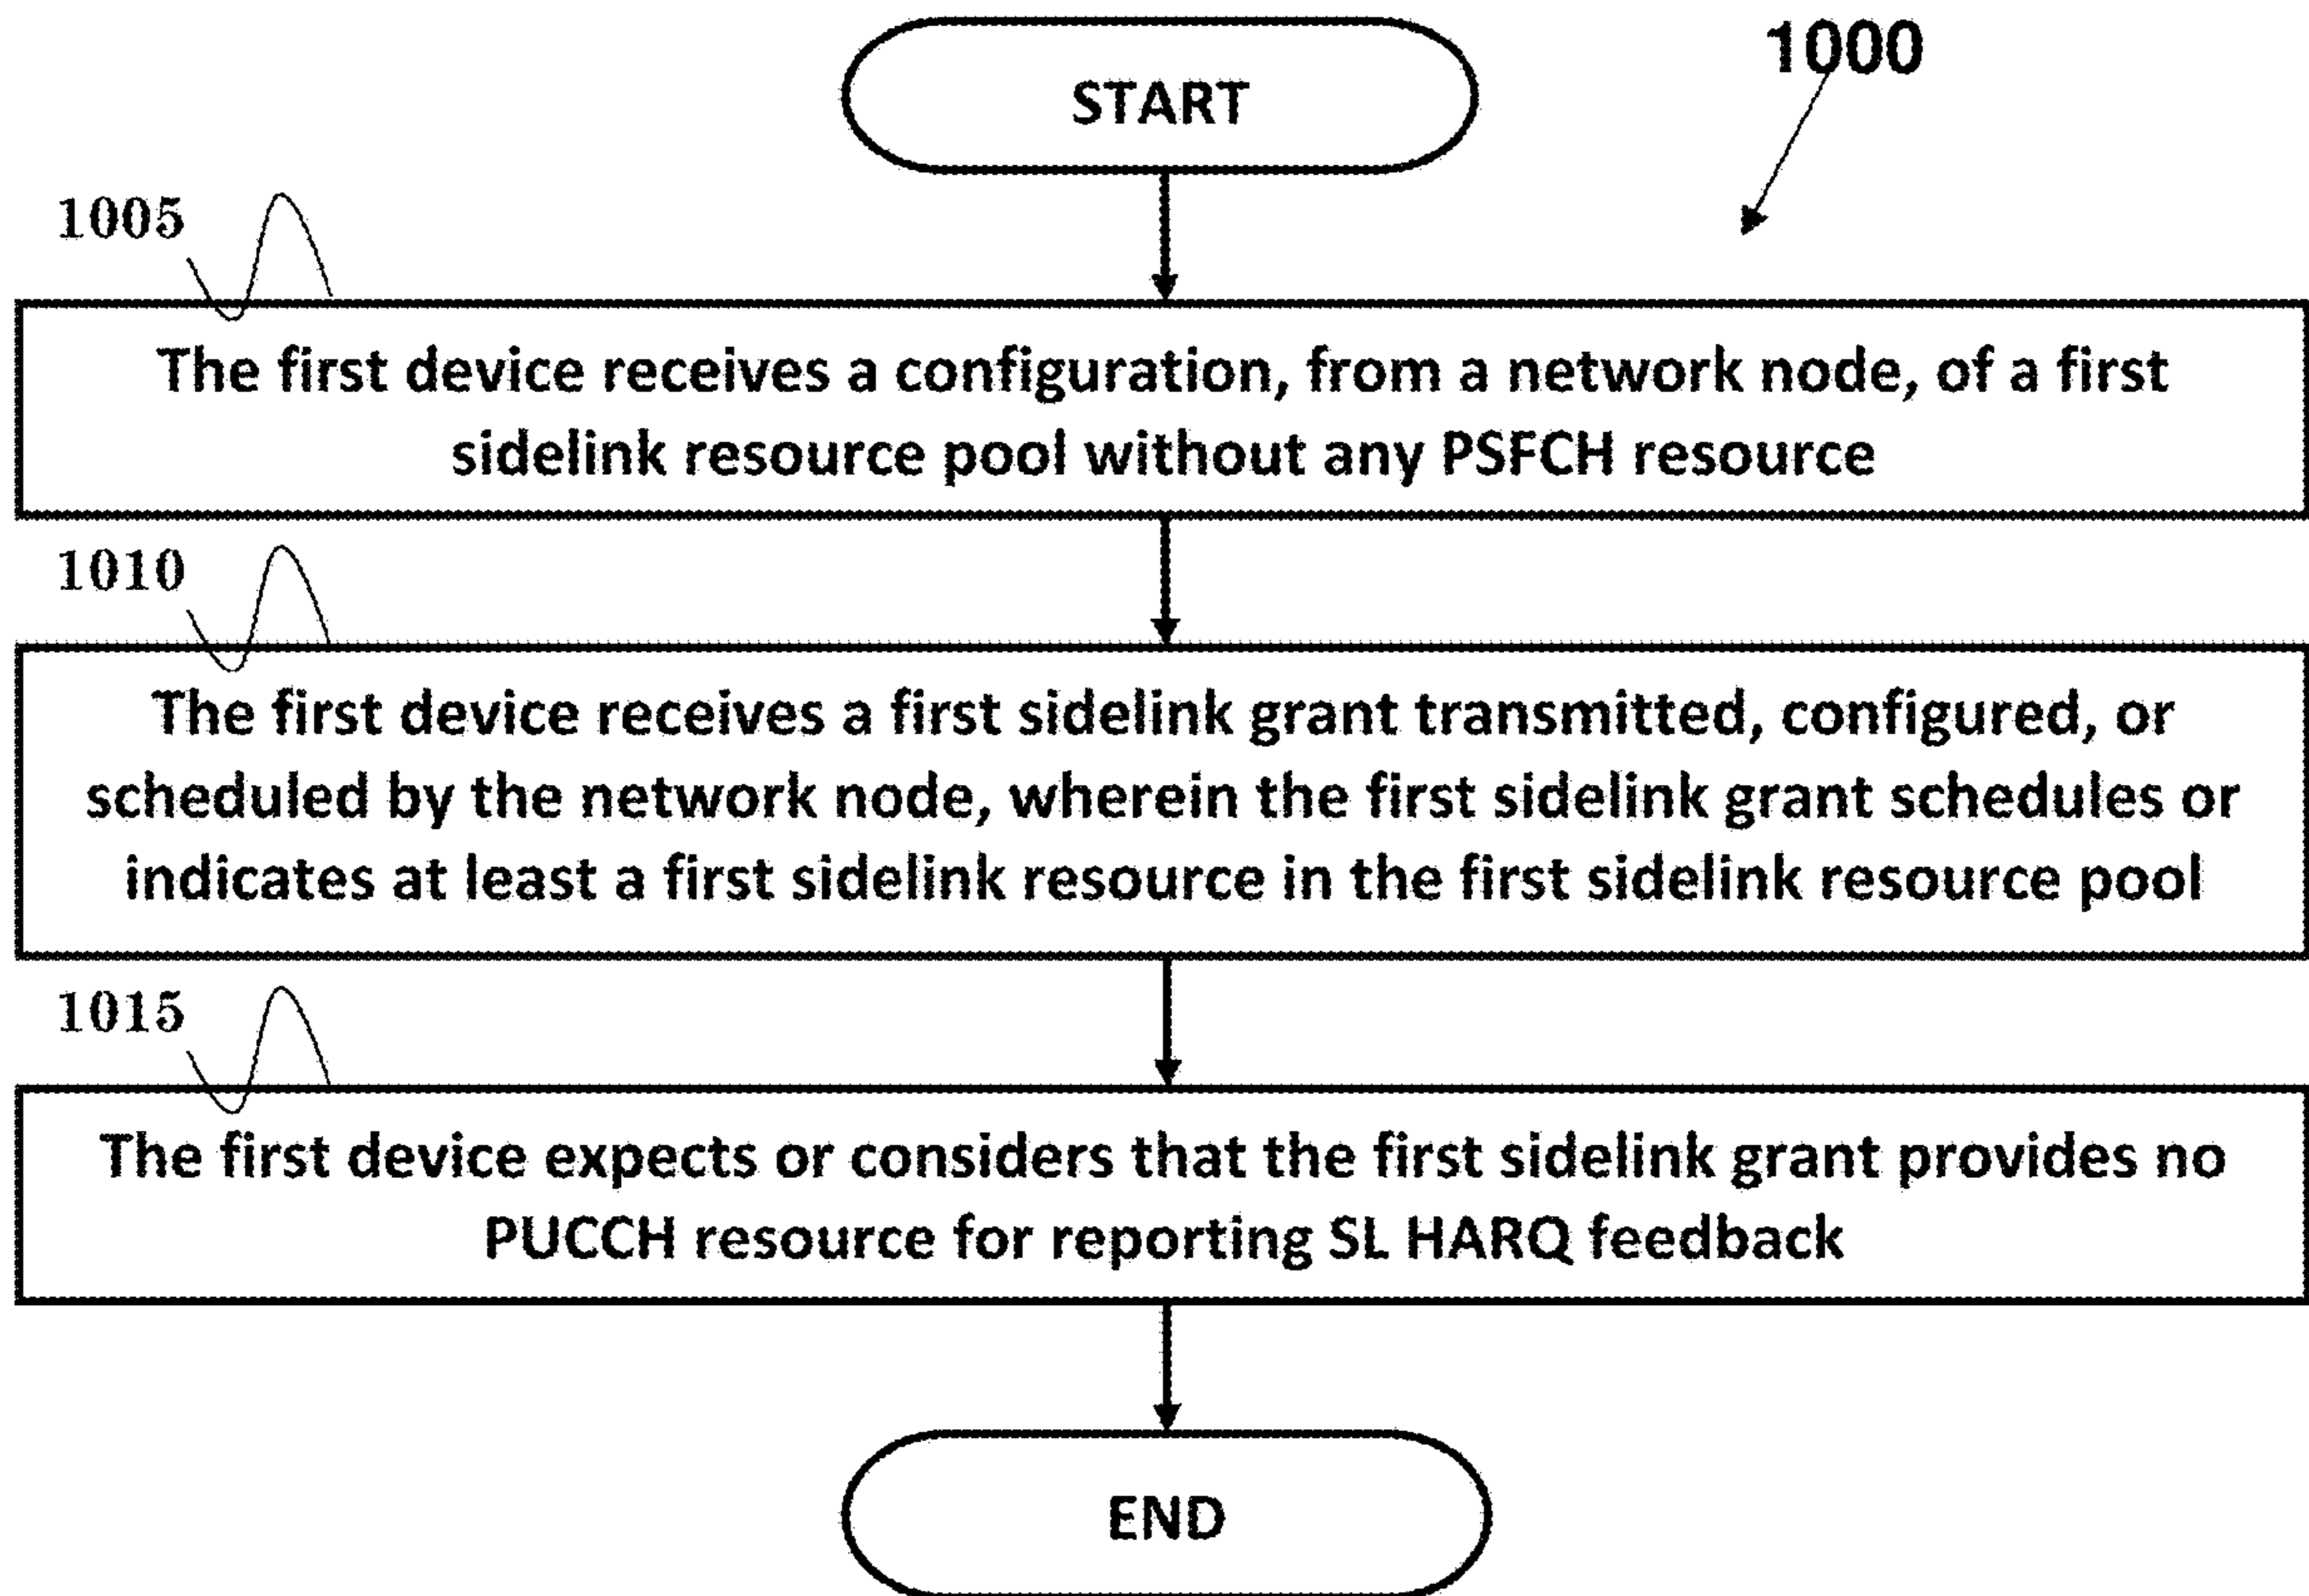 START
1000
1005
The first device receives a configuration, from a network node, of a first
sidelink resource pool without any PSFCH resource
1010
The first device receives a first sidelink grant transmitted, configured, or
scheduled by the network node, wherein the first sidelink grant schedules or
indicates at least a first sidelink resource in the first sidelink resource pool
1015
The first device expects or considers that the first sidelink grant provides no
PUCCH resource for reporting SL HARQ feedback
END